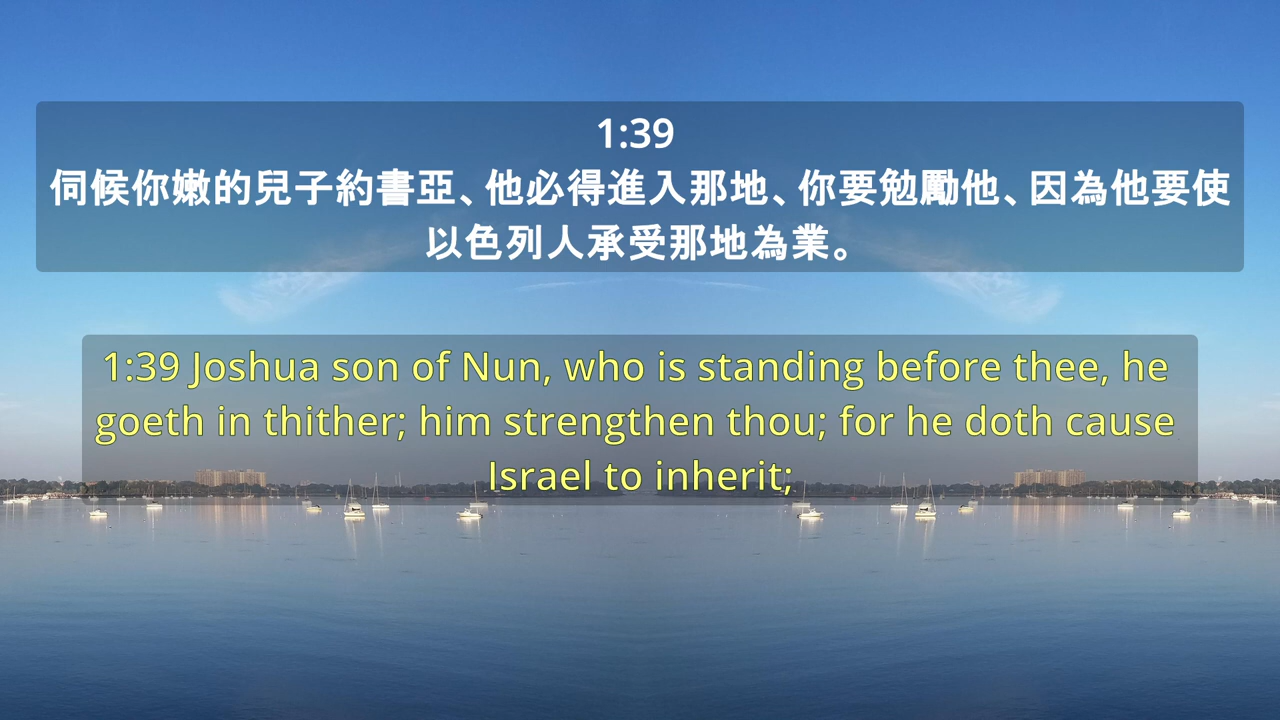 1:39
伺候你嫩的兒子約書亞、他必得進入那地、你要勉勵他、因為他要使
以色列人承受那地為業。
1:39 Joshua son of Nun, who is standing before thee, he
goeth in thither; him strengthen thou; for he doth cause
Israel to inherit;